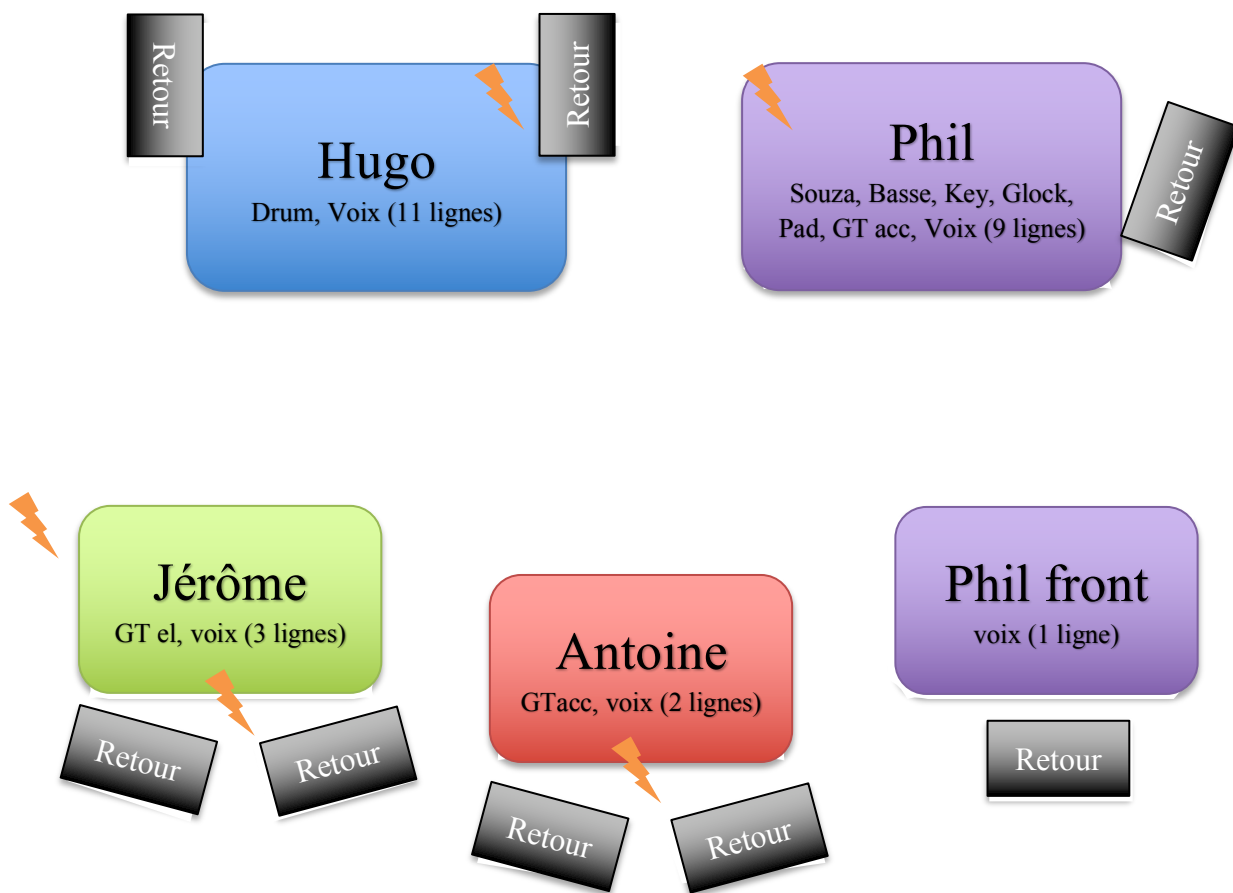 Retour
Retour
Hugo
Drum, Voix (11 lignes)
Phil
Souza, Basse, Key, Glock,
Pad, GT acc, Voix (9 lignes)
Retour
Jérôme
GT el, voix (3 lignes)
Retour
Retour
Antoine
GTacc, voix (2 lignes)
Retour
Retour
Phil front
voix (1 ligne)
Retour